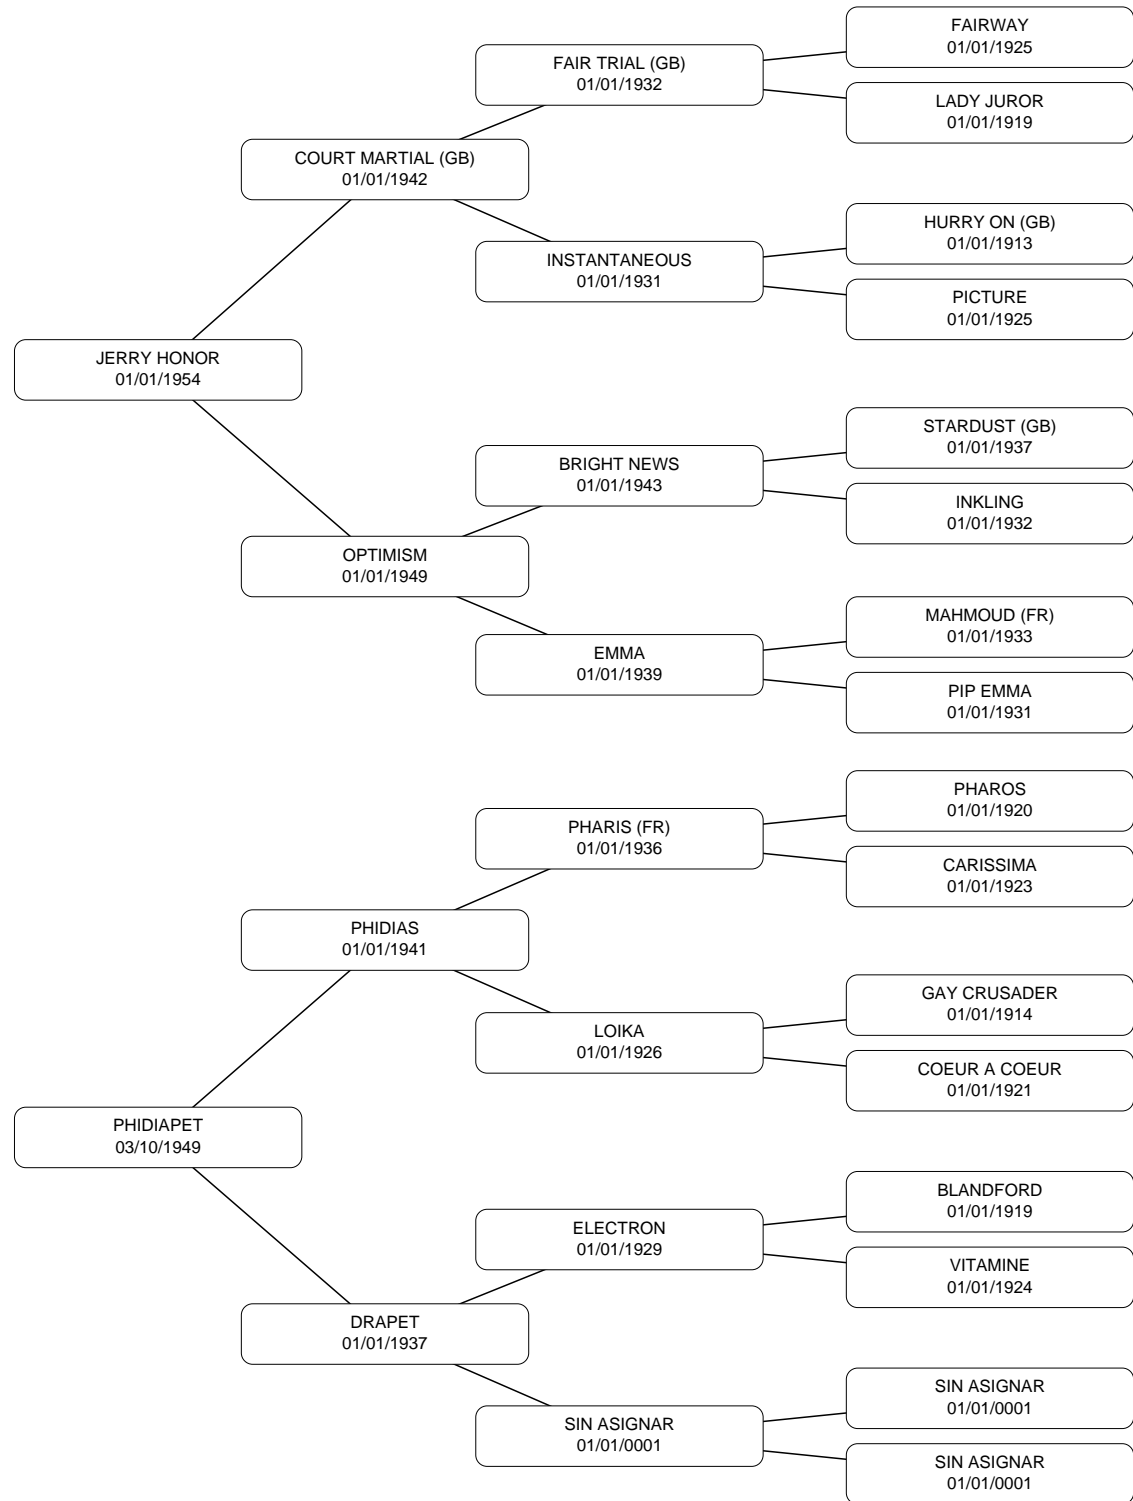 FAIRWAY
01/01/1925
FAIR TRIAL (GB)
01/01/1932
LADY JUROR
01/01/1919
COURT MARTIAL (GB)
01/01/1942
HURRY ON (GB)
01/01/1913
INSTANTANEOUS
01/01/1931
PICTURE
01/01/1925
JERRY HONOR
01/01/1954
STARDUST (GB)
01/01/1937
BRIGHT NEWS
01/01/1943
INKLING
01/01/1932
OPTIMISM
01/01/1949
MAHMOUD (FR)
01/01/1933
EMMA
01/01/1939
PIP EMMA
01/01/1931
PHAROS
01/01/1920
PHARIS (FR)
01/01/1936
CARISSIMA
01/01/1923
PHIDIAS
01/01/1941
GAY CRUSADER
01/01/1914
LOIKA
01/01/1926
COEUR A COEUR
01/01/1921
PHIDIAPET
03/10/1949
BLANDFORD
01/01/1919
ELECTRON
01/01/1929
VITAMINE
01/01/1924
DRAPET
01/01/1937
SIN ASIGNAR
01/01/0001
SIN ASIGNAR
01/01/0001
SIN ASIGNAR
01/01/0001